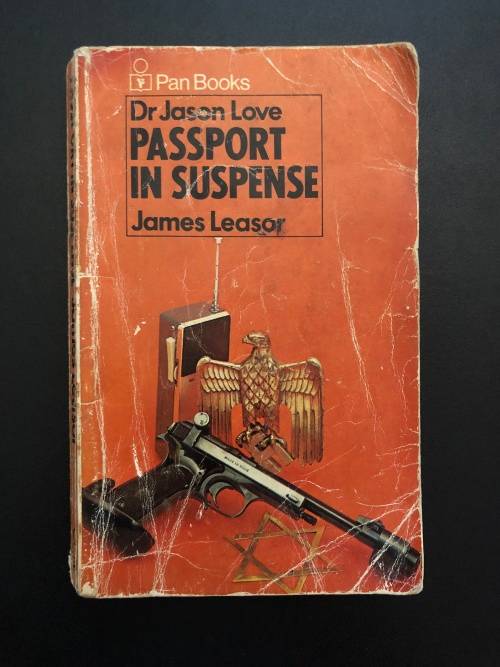 Pan Books
Dr Jason Love
PASSPORT
IN SUSPENSE
James Leasor